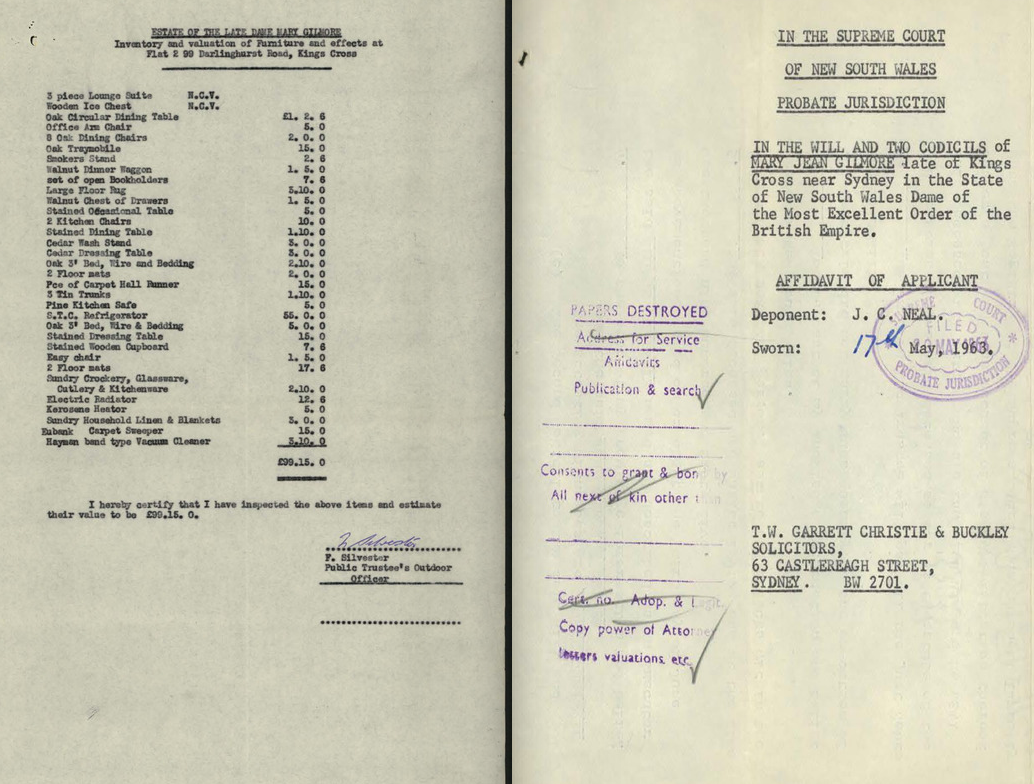 ESTATE OF THE LATE DAME MARY GILMORE
Inventory and valuation of Furniture and effects at
Flat 2 99 Darlinghurst Road, Kings Cross
3 piece Lounge Suite N.C.V.
Wooden Ice Chest N.C.V.
Oak Circular Dining Table £1. 2. 6
Office Arm Chair 5. 0
8 Oak Dining Chairs 2. 0. 0
Oak Traymobile 15. 0
Smokers Stand 2. 6
Walnut Dinner Waggon 1. 5. 0
set of open Bookholders 7. 6
Large Floor Rug 3.10. 0
Walnut Chest of Drawers 1. 5. 0
Stained Occasional Table 5. 0
2 Kitchen Chairs 10. 0
Stained Dining Table 1.10. 0
Cedar Wash Stand 3. 0. 0
Cedar Dressing Table 3. 0. 0
Oak 3' Bed, Wire and Bedding 2.10. 0
2 Floor mats 2. 0. 0
Pce of Carpet Hall Runner 15. 0
3 Tin Trunks 1.10. 0
Pine Kitchen Safe 5. 0
S.T.C. Refrigerator 55. 0. 0
Oak 3' Bed, Wire & Bedding 5. 0. 0
Stained Dressing Table 15. 0
Stained Wooden Cupboard 7. 6
Easy chair 1. 5. 0
2 Floor mats 17. 6
Sundry Crockery, Glassware,
Cutlery & Kitchenware 2.10. 0
Electric Radiator 12. 6
Kerosene Heator 5. 0
Sundry Household Linen & Blankets 3. 0. 0
Eubank Carpet Sweeper 15. 0
Hayman band type Vacuum Cleaner 3.10. 0
£99.15. 0
I hereby certify that I have inspected the above items and estimate
their value to be £99.15. 0.
F. Silvester
Public Trustee's Outdoor
Officer
IN THE SUPREME COURT
OF NEW SOUTH WALES
PROBATE JURISDICTION
IN THE WILL AND TWO CODICILS of
MARY JEAN GILMORE late of Kings
Cross near Sydney in the State
of New South Wales Dame of
the Most Excellent Order of the
British Empire.
AFFIDAVIT OF APPLICANT
Deponent: J. C. NEAL.
Sworn: 17th May, 1963.
SUPREME COURT
FILED
PROBATE JURISDICTION
PAPERS DESTROYED
Address for Service
Affidavits
Publication & search
Consents to grant & bond by
All next of kin other than
Cert. no. Adop. & Legit.
Copy power of Attorney
letters valuations, etc.
T.W. GARRETT CHRISTIE & BUCKLEY
SOLICITORS,
63 CASTLEREAGH STREET,
SYDNEY. BW 2701.